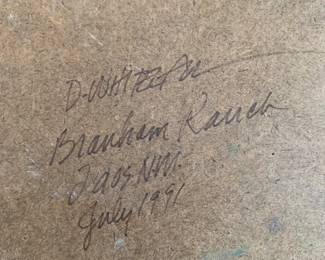 Branham Ranch
Taos NM.
July 1991